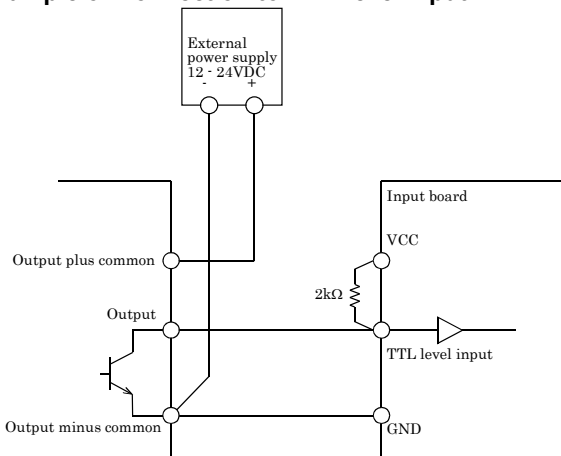 External
power supply
12 - 24VDC
- +
Input board
VCC
Output plus common
2kΩ
Output
TTL level input
Output minus common
GND